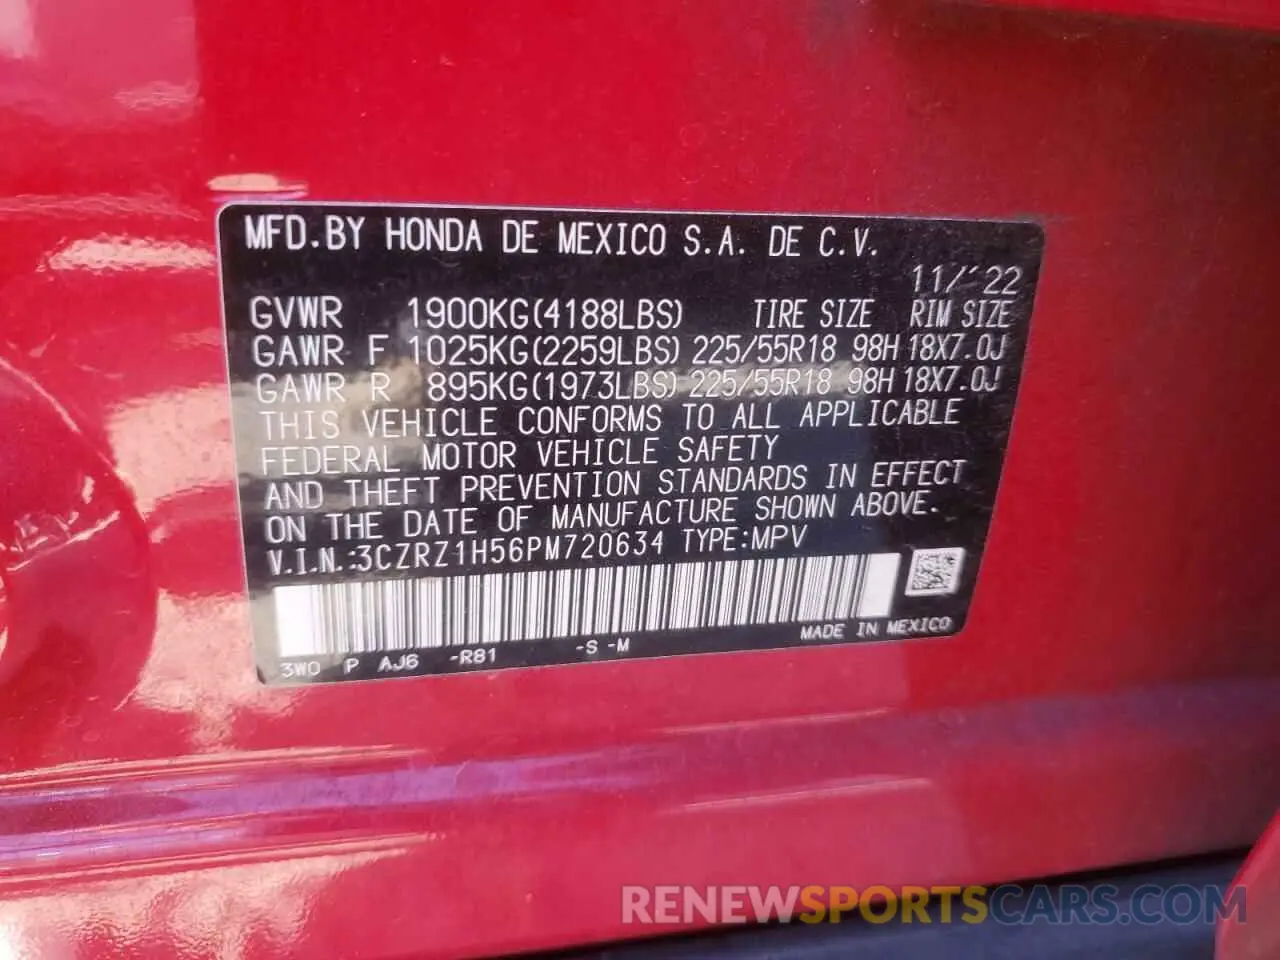 MFD.BY HONDA DE MEXICO S.A. DE C.V.
11/22
GVWR 1900KG(4188LBS) TIRE SIZE RIM SIZE
GAWR F 1025KG(2259LBS) 225/55R18 98H 18X7.0J
GAWR R 895KG(1973LBS) 225/55R18 98H 18X7.0J
THIS VEHICLE CONFORMS TO ALL APPLICABLE
FEDERAL MOTOR VEHICLE SAFETY
AND THEFT PREVENTION STANDARDS IN EFFECT
ON THE DATE OF MANUFACTURE SHOWN ABOVE.
V.I.N.:3CZRZ1H56PM720634 TYPE:MPV
MADE IN MEXICO
3W0 P AJ6 -R81 -S -M
RENEWSPORTSCARS.COM